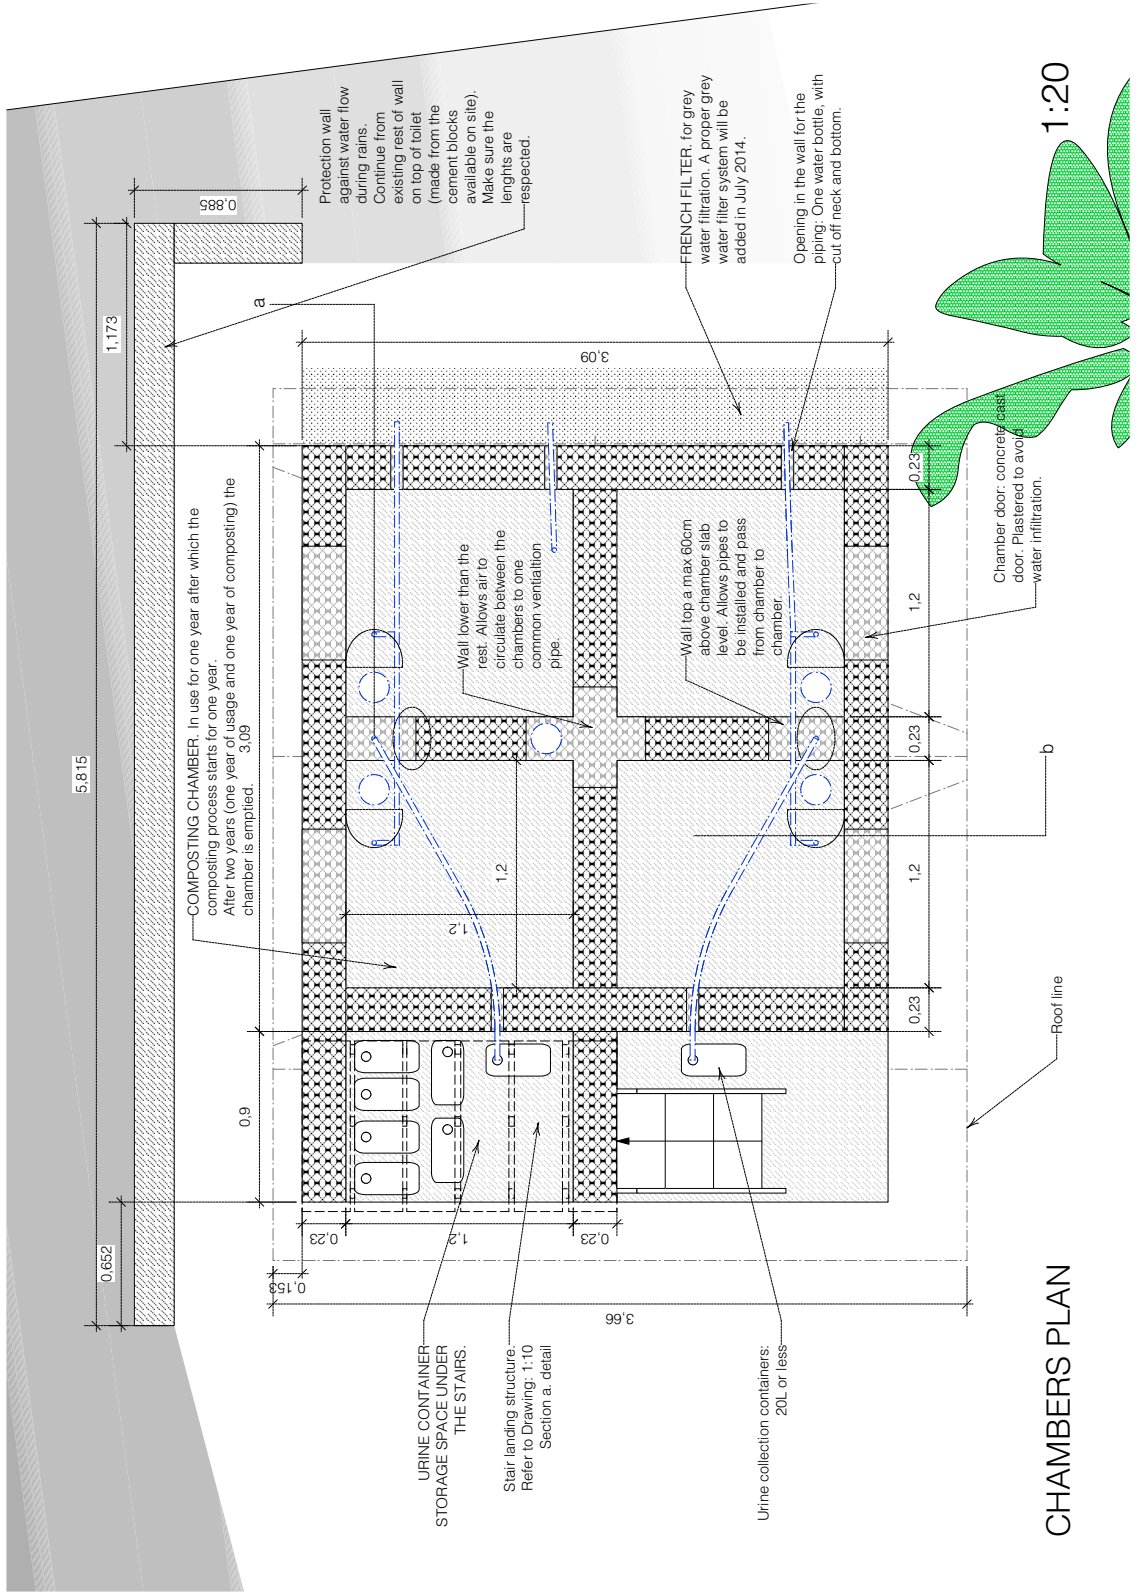 5,815
0,652
1,173
0,885
Protection wall
against water flow
during rains.
Continue from
existing rest of wall
on top of toilet
(made from the
cement blocks
available on site).
Make sure the
lenghts are
respected.
COMPOSTING CHAMBER. In use for one year after which the
composting process starts for one year.
After two years (one year of usage and one year of composting) the
chamber is emptied.
3,09
0,9
a
3,09
0,153
0,23
1,2
0,23
3,66
1,2
1,2
Wall lower than the
rest. Allows air to
circulate between the
chambers to one
common ventialtion
pipe.
Wall top a max 60cm
above chamber slab
level. Allows pipes to
be installed and pass
from chamber to
chamber.
FRENCH FILTER. for grey
water filtration. A proper grey
water filter system will be
added in July 2014.
Opening in the wall for the
piping: One water bottle, with
cut off neck and bottom.
URINE CONTAINER
STORAGE SPACE UNDER
THE STAIRS.
Stair landing structure.
Refer to Drawing: 1:10
Section a. detail
Urine collection containers:
20L or less
0,23
1,2
0,23
1,2
0,23
Chamber door: concrete cast
door. Plastered to avoid
water infiltration.
b
Roof line
CHAMBERS PLAN
1:20